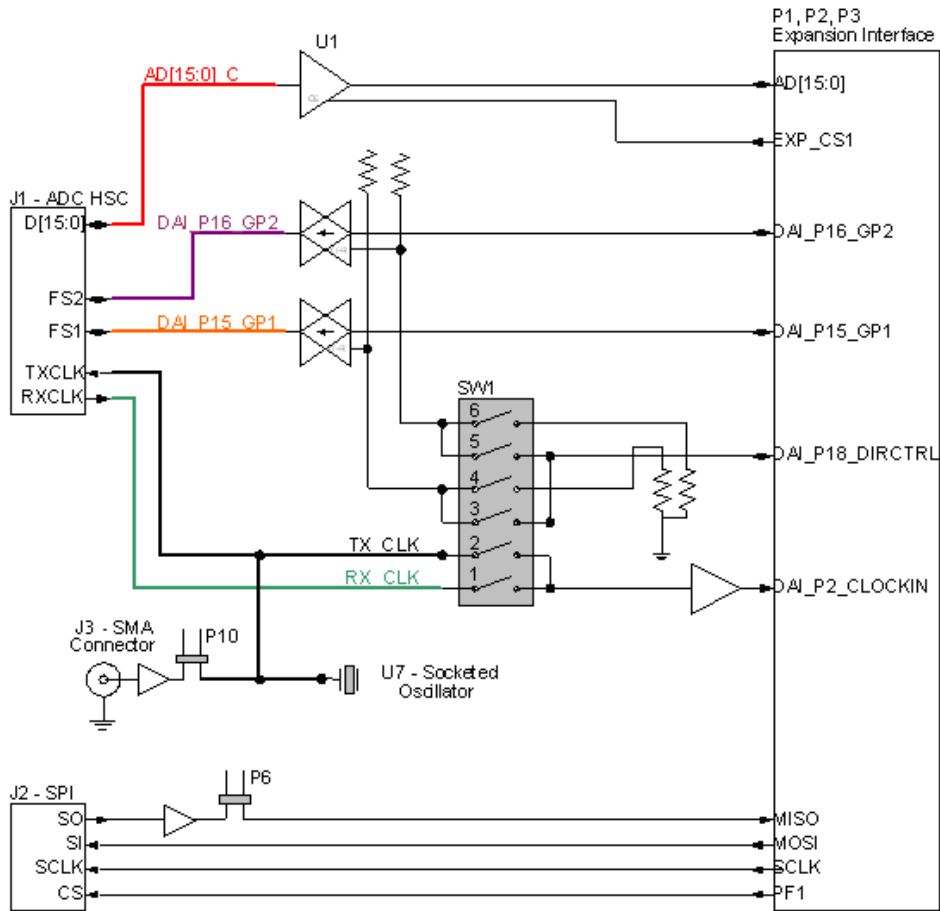 P1, P2, P3
Expansion Interface
U1
AD[15:0]_C
AD[15:0]
EXP_CS1
J1 - ADC HSC
D[15:0]
DAI_P16_GP2
DAI_P16_GP2
FS2
FS1
DAI_P15_GP1
DAI_P15_GP1
TXCLK
RXCLK
SW1
6
5
4
3
2
1
DAI_P18_DIRCTRL
TX_CLK
RX_CLK
DAI_P2_CLOCKIN
J3 - SMA
Connector
P10
U7 - Socketed
Oscillator
P6
J2 - SPI
SO
SI
SCLK
CS
MISO
MOSI
SCLK
PF1